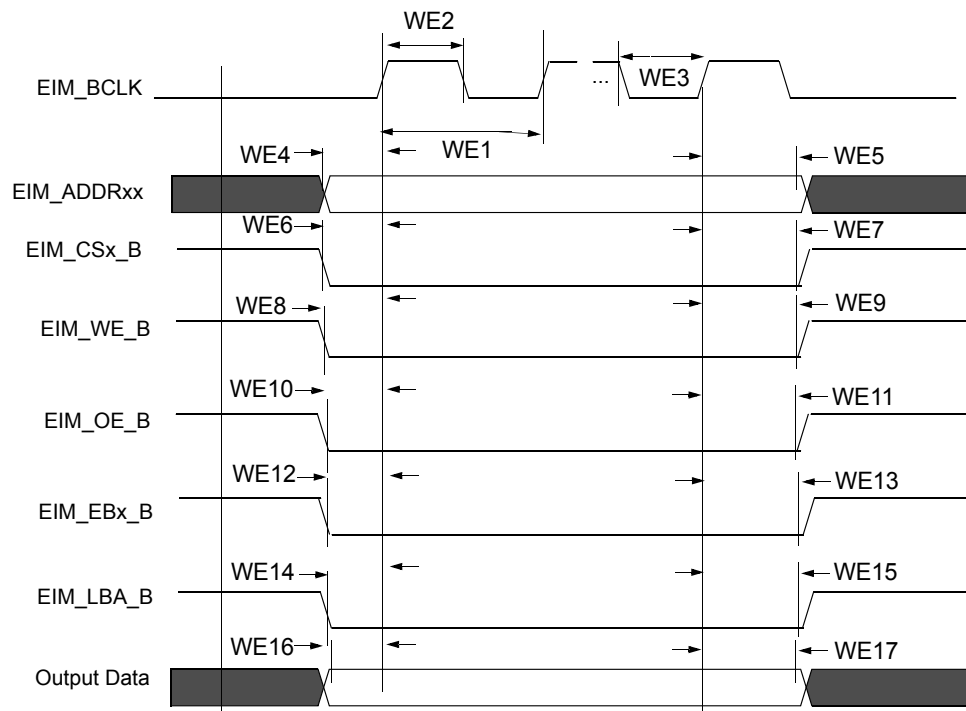 WE2
EIM_BCLK
...
WE3
WE1
WE4
WE5
EIM_ADDRxx
WE6
WE7
EIM_CSx_B
WE8
WE9
EIM_WE_B
WE10
WE11
EIM_OE_B
WE12
WE13
EIM_EBx_B
WE14
WE15
EIM_LBA_B
WE16
WE17
Output Data